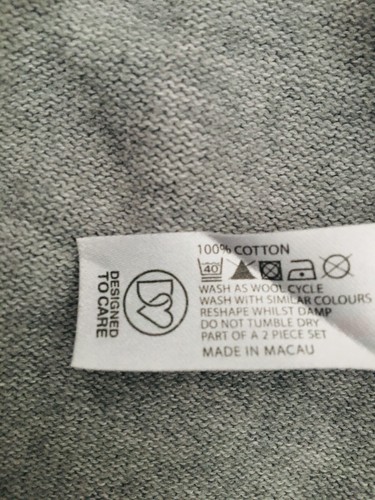 100% COTTON
40
WASH AS WOOL CYCLE
WASH WITH SIMILAR COLOURS
RESHAPE WHILST DAMP
DO NOT TUMBLE DRY
PART OF A 2 PIECE SET
MADE IN MACAU
DESIGNED
TO CARE